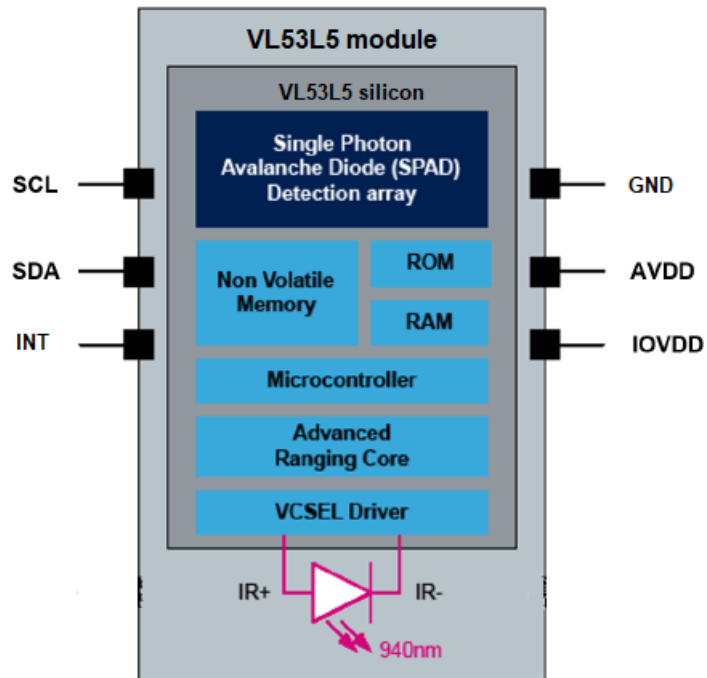 VL53L5 module
VL53L5 silicon
Single Photon
Avalanche Diode (SPAD)
Detection array
SCL
GND
SDA
AVDD
Non Volatile
Memory
ROM
RAM
INT
IOVDD
Microcontroller
Advanced
Ranging Core
VCSEL Driver
IR+
IR-
940nm